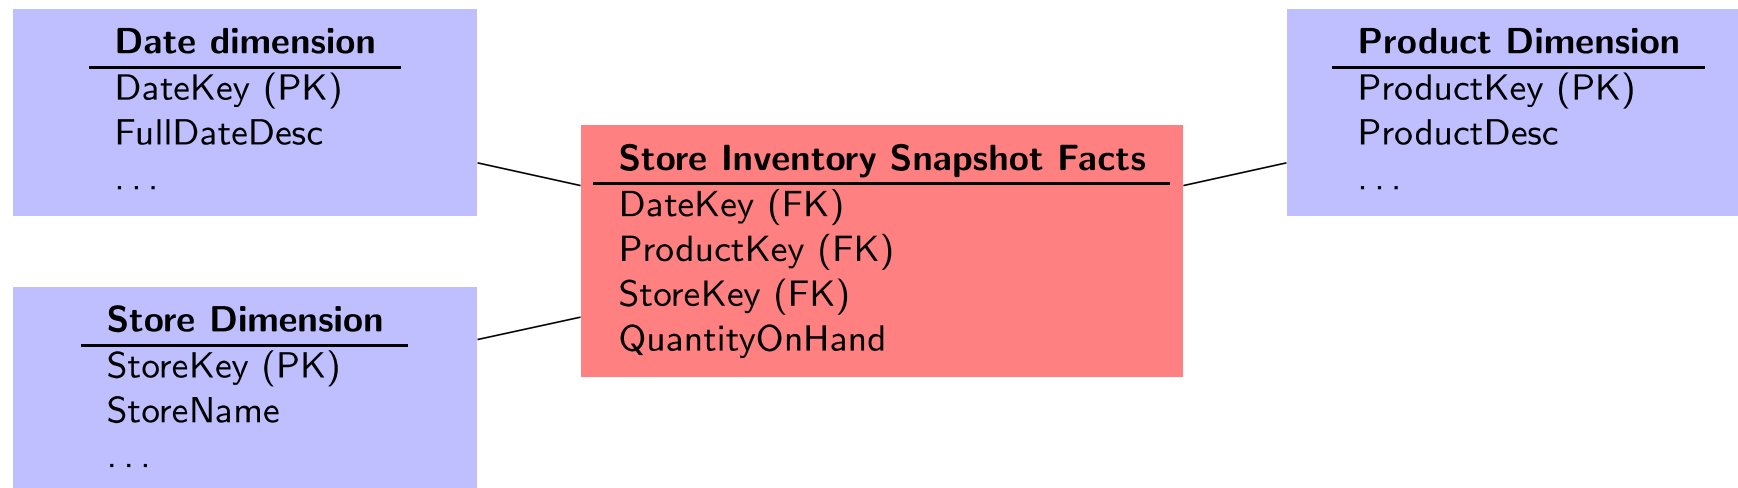 Date dimension
DateKey (PK)
FullDateDesc
...
Store Dimension
StoreKey (PK)
StoreName
...
Store Inventory Snapshot Facts
DateKey (FK)
ProductKey (FK)
StoreKey (FK)
QuantityOnHand
Product Dimension
ProductKey (PK)
ProductDesc
...